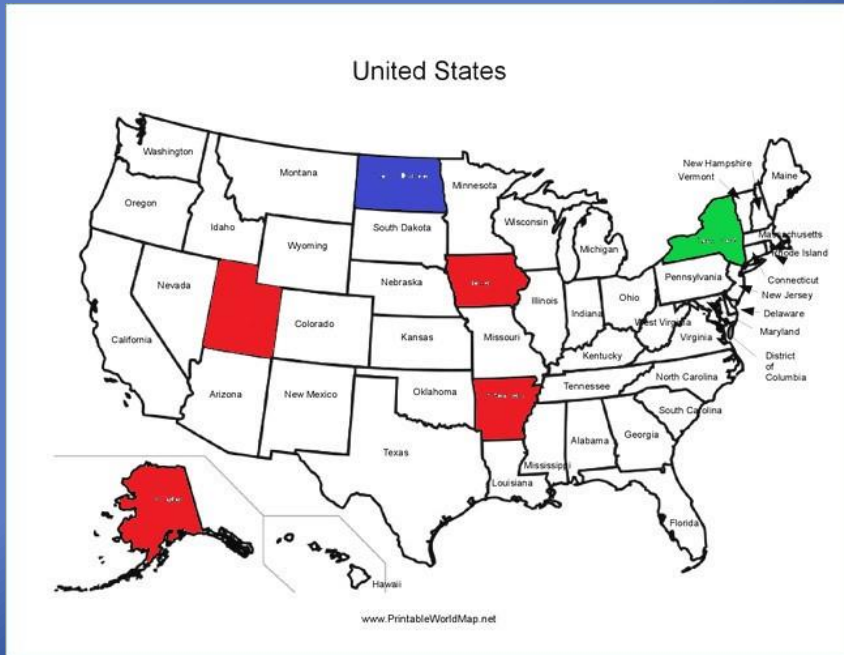 United States
Washington
Montana
Minnesota
New Hampshire
Vermont
Maine
Oregon
Idaho
South Dakota
Wisconsin
Michigan
Massachusetts
Rhode Island
Wyoming
Nebraska
Nevada
Pennsylvania
Connecticut
New Jersey
Illinois
Indiana
Ohio
West Virginia
Delaware
Maryland
Virginia
Colorado
Kansas
Missouri
California
Kentucky
District
of
Columbia
Arizona
New Mexico
Oklahoma
Tennessee
North Carolina
South Carolina
Texas
Mississippi
Alabama
Georgia
Louisiana
Florida
Hawaii
www.PrintableWorldMap.net